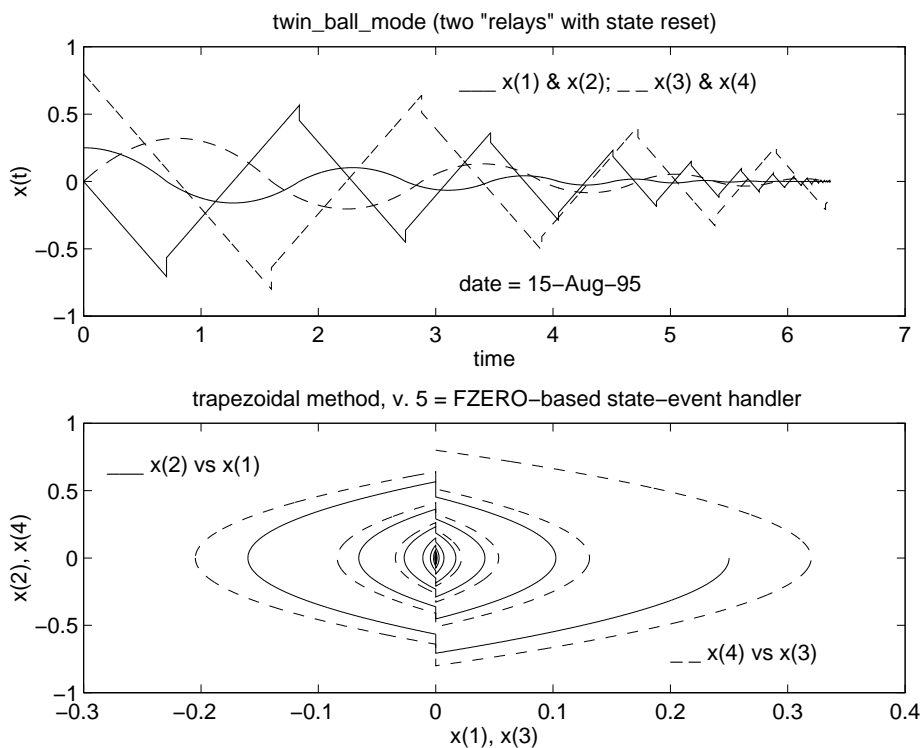 twin_ball_mode (two "relays" with state reset)
1
0.5
0
−0.5
−1
x(t)
___ x(1) & x(2); _ _ x(3) & x(4)
date = 15−Aug−95
0 1 2 3 4 5 6 7
time
trapezoidal method, v. 5 = FZERO−based state−event handler
1
0.5
0
−0.5
−1
x(2), x(4)
___ x(2) vs x(1)
_ _ x(4) vs x(3)
−0.3 −0.2 −0.1 0 0.1 0.2 0.3 0.4
x(1), x(3)